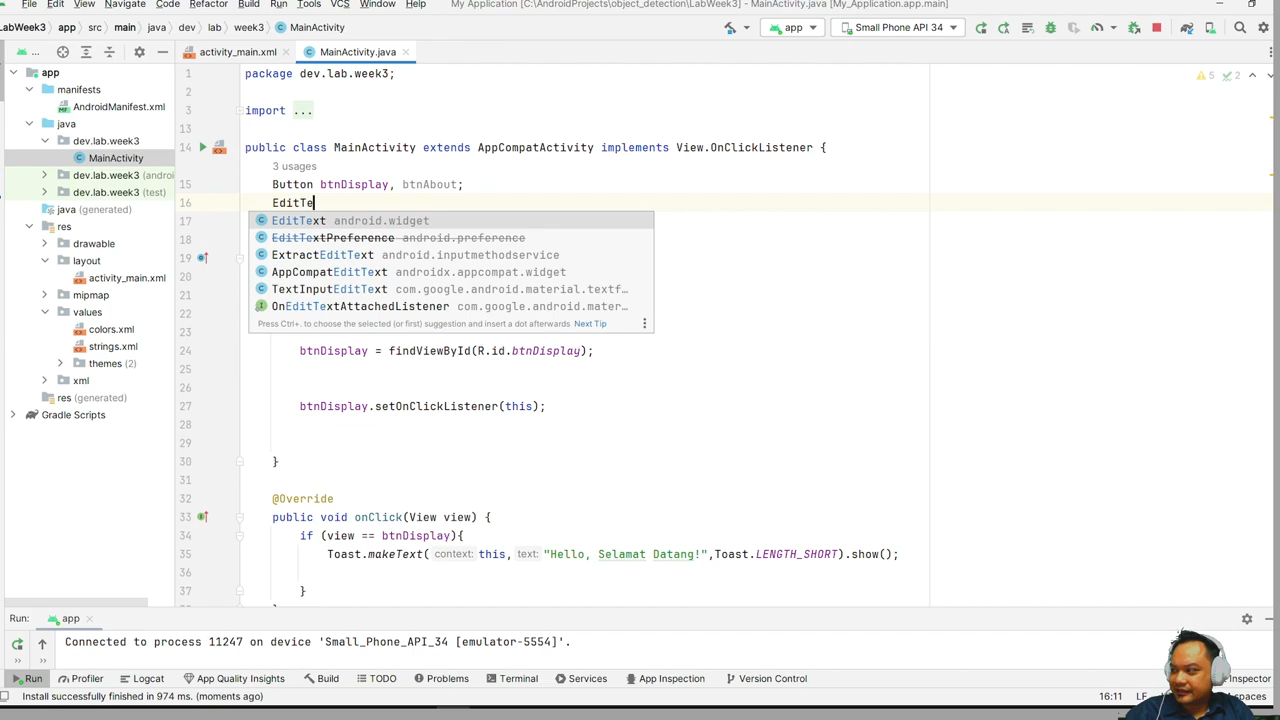 File Edit View Navigate Code Refactor Build Run Tools VCS Window Help My Application [C:\AndroidProjects\object_detection\LabWeek3] - MainActivity.java [My_Application.app.main]
LabWeek3 app src main java dev lab week3 MainActivity
app Small Phone API 34
activity_main.xml MainActivity.java
app
manifests
AndroidManifest.xml
java
dev.lab.week3
MainActivity
dev.lab.week3 (androi
dev.lab.week3 (test)
java (generated)
res
drawable
layout
activity_main.xml
mipmap
values
colors.xml
strings.xml
themes (2)
xml
res (generated)
Gradle Scripts
5 2
1 package dev.lab.week3;
2
3 import ...
13
14 public class MainActivity extends AppCompatActivity implements View.OnClickListener {
3 usages
15 Button btnDisplay, btnAbout;
16 EditTe
17 EditText android.widget
18 EditTextPreference android.preference
ExtractEditText android.inputmethodservice
19
20 AppCompatEditText androidx.appcompat.widget
21 TextInputEditText com.google.android.material.textf...
22 OnEditTextAttachedListener com.google.android.mater...
23 Press Ctrl+. to choose the selected (or first) suggestion and insert a dot afterwards Next Tip
24 btnDisplay = findViewById(R.id.btnDisplay);
25
26
27 btnDisplay.setOnClickListener(this);
28
29
30 }
31
32 @Override
33 public void onClick(View view) {
34 if (view == btnDisplay){
35 Toast.makeText( context: this, text: "Hello, Selamat Datang!",Toast.LENGTH_SHORT).show();
36
37 }
Run: app
Connected to process 11247 on device 'Small_Phone_API_34 [emulator-5554]'.
Run Profiler Logcat App Quality Insights Build TODO Problems Terminal Services App Inspection Version Control Inspector
Install successfully finished in 974 ms. (moments ago) 16:11 LF spaces